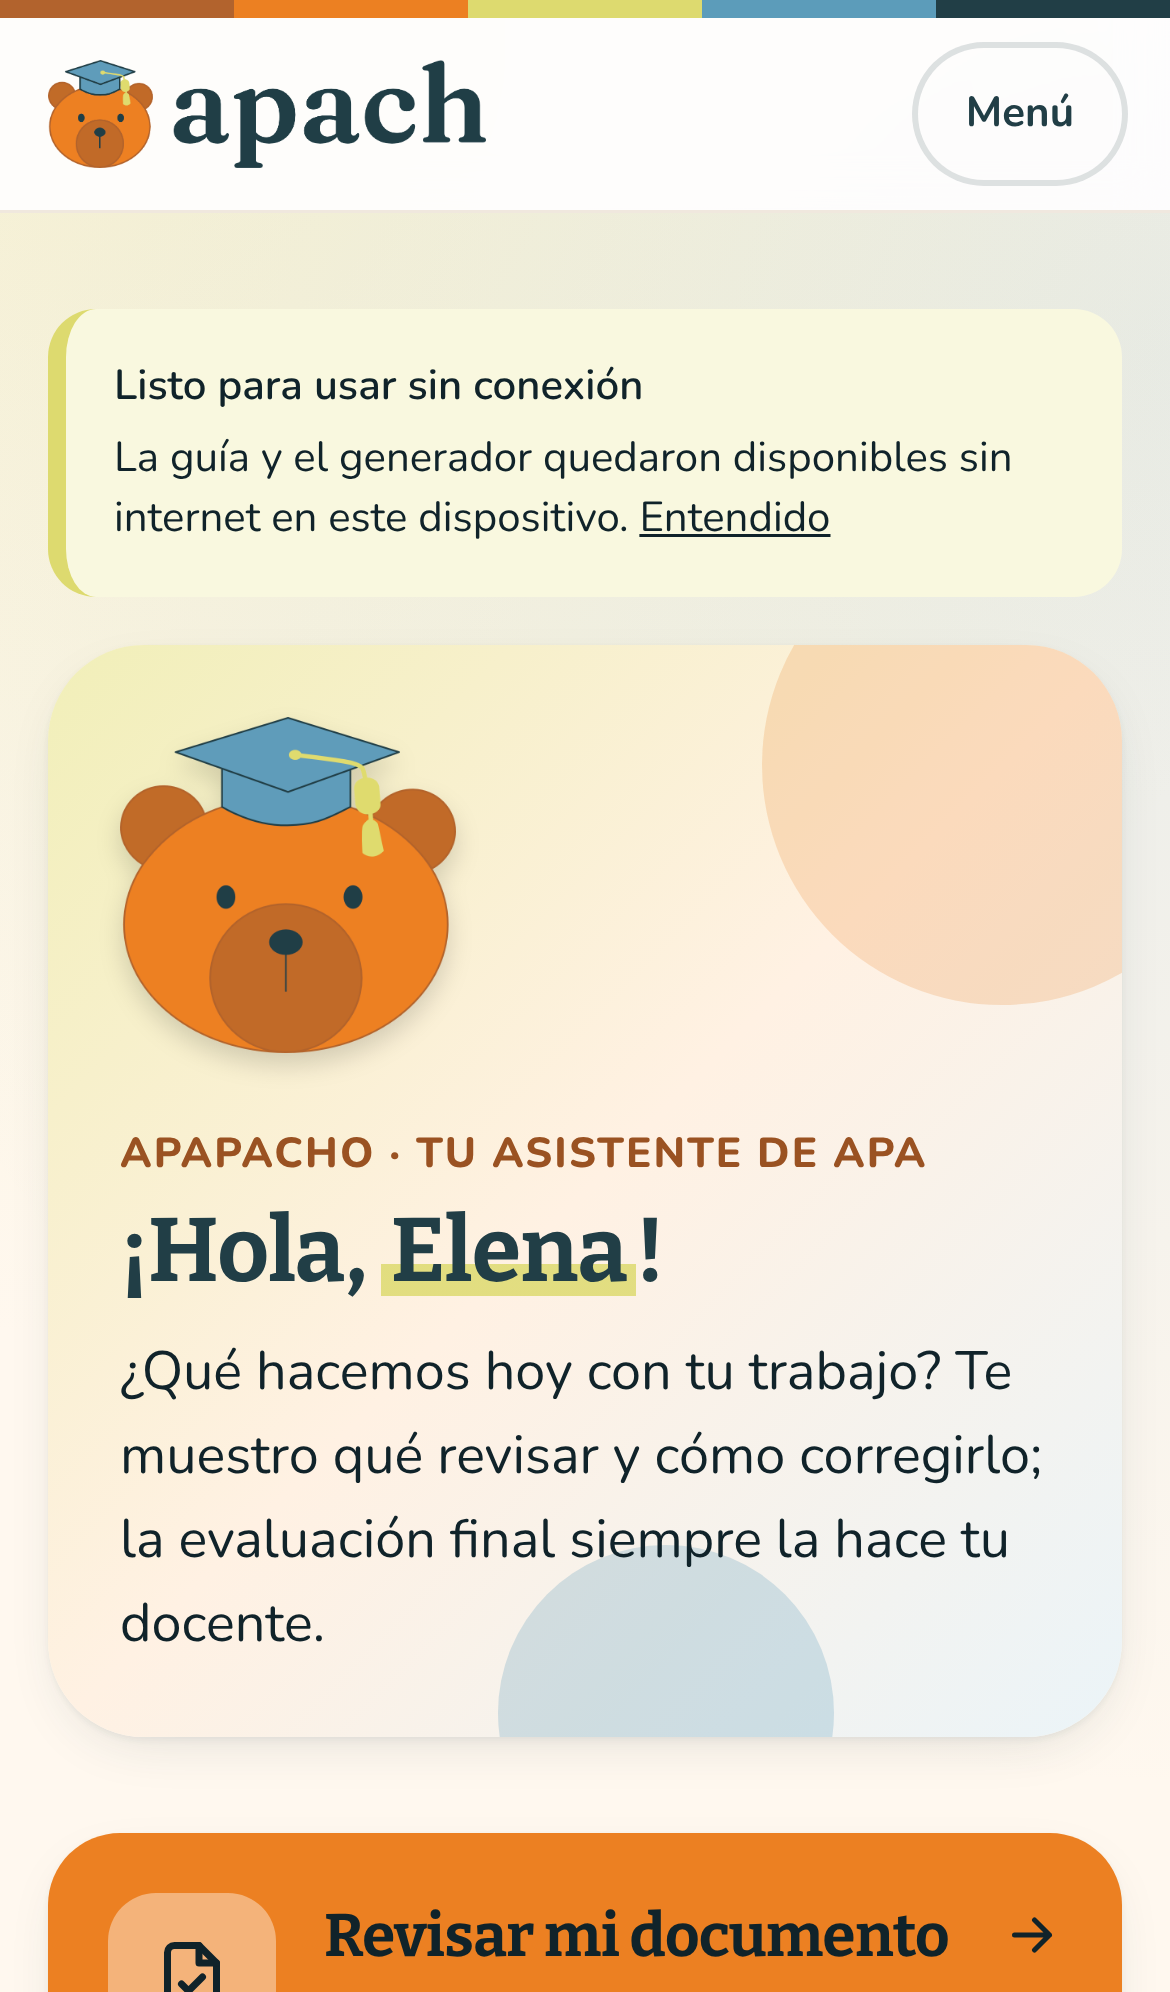 apach
Menú
Listo para usar sin conexión
La guía y el generador quedaron disponibles sin
internet en este dispositivo. Entendido
APAPACHO · TU ASISTENTE DE APA
¡Hola, Elena!
¿Qué hacemos hoy con tu trabajo? Te
muestro qué revisar y cómo corregirlo;
la evaluación final siempre la hace tu
docente.
Revisar mi documento